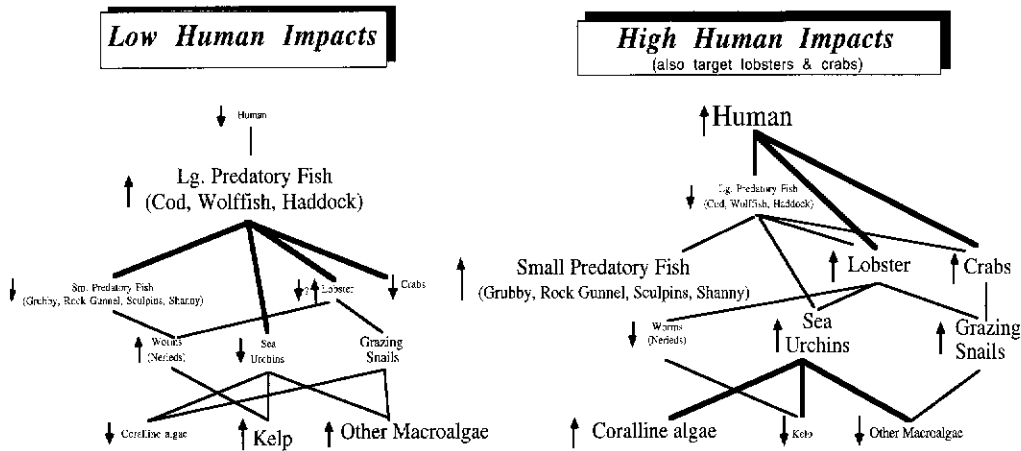 Low Human Impacts
Human
Lg. Predatory Fish
(Cod, Wolffish, Haddock)
Sm. Predatory Fish
(Grubby, Rock Gunnel, Sculpins, Shanny)
? Lobster
Crabs
Worms
(Nerieds)
Sea
Urchins
Grazing
Snails
Coralline algae
Kelp
Other Macroalgae
High Human Impacts
(also target lobsters & crabs)
Human
Lg. Predatory Fish
(Cod, Wolffish, Haddock)
Small Predatory Fish
(Grubby, Rock Gunnel, Sculpins, Shanny)
Lobster
Crabs
Worms
(Nerieds)
Sea
Urchins
Grazing
Snails
Coralline algae
Kelp
Other Macroalgae